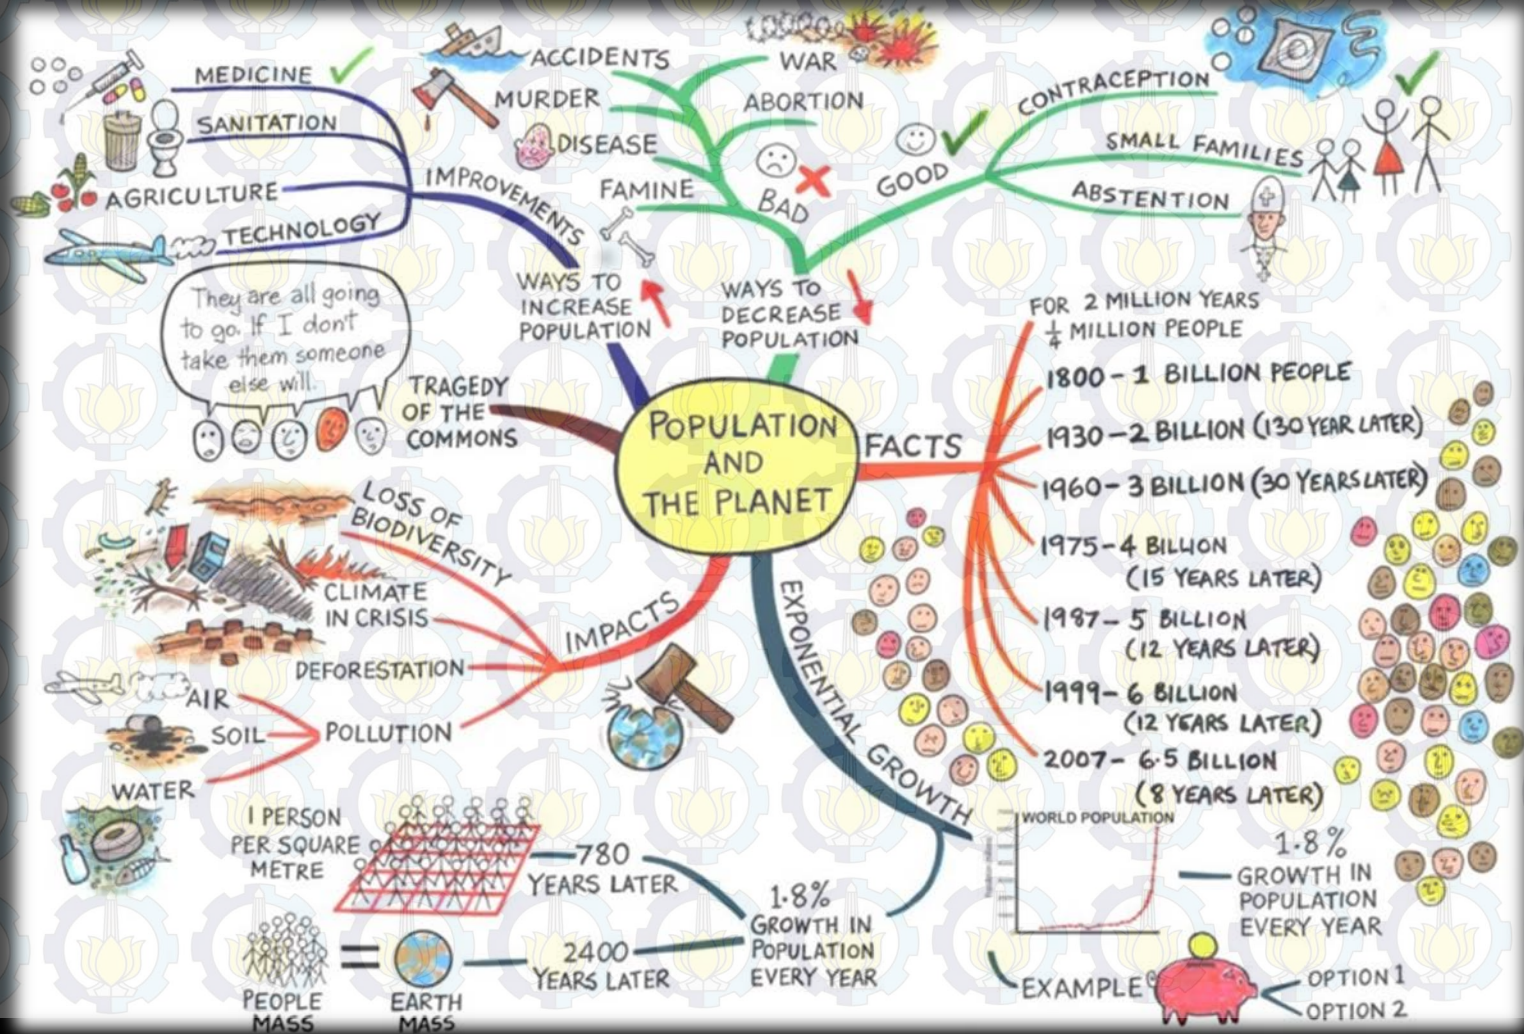 POPULATION
AND
THE PLANET
WAYS TO
INCREASE
POPULATION
IMPROVEMENTS
MEDICINE
SANITATION
AGRICULTURE
TECHNOLOGY
WAYS TO
DECREASE
POPULATION
BAD
ACCIDENTS
WAR
MURDER
ABORTION
DISEASE
FAMINE
GOOD
CONTRACEPTION
SMALL FAMILIES
ABSTENTION
FACTS
FOR 2 MILLION YEARS
1/4 MILLION PEOPLE
1800 - 1 BILLION PEOPLE
1930 - 2 BILLION (130 YEAR LATER)
1960 - 3 BILLION (30 YEARS LATER)
1975 - 4 BILLION
(15 YEARS LATER)
1987 - 5 BILLION
(12 YEARS LATER)
1999 - 6 BILLION
(12 YEARS LATER)
2007 - 6.5 BILLION
(8 YEARS LATER)
EXPONENTIAL GROWTH
WORLD POPULATION
1.8%
GROWTH IN
POPULATION
EVERY YEAR
EXAMPLE
OPTION 1
OPTION 2
1.8%
GROWTH IN
POPULATION
EVERY YEAR
780
YEARS LATER
1 PERSON
PER SQUARE
METRE
2400
YEARS LATER
EARTH
MASS
=
PEOPLE
MASS
IMPACTS
LOSS OF
BIODIVERSITY
CLIMATE
IN CRISIS
DEFORESTATION
POLLUTION
AIR
SOIL
WATER
TRAGEDY
OF THE
COMMONS
They are all going
to go. If I don't
take them someone
else will.